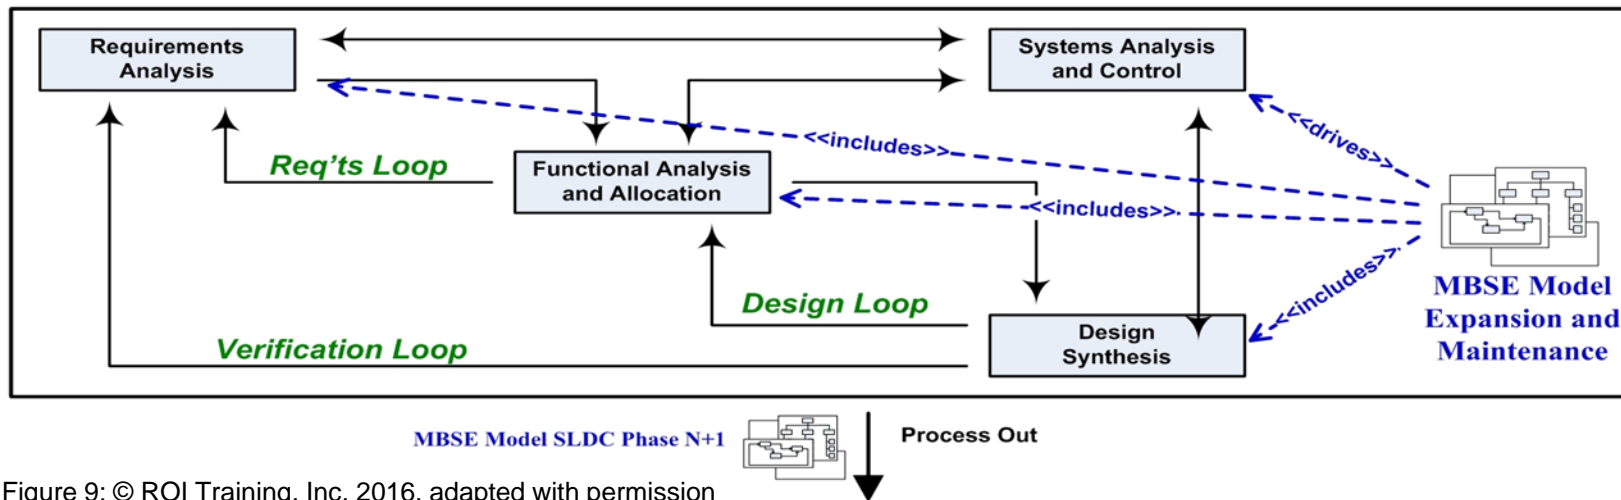 Requirements
Analysis
Systems Analysis
and Control
<<drives>>
<<includes>>
Req'ts Loop
Functional Analysis
and Allocation
<<includes>>
MBSE Model
Expansion and
Maintenance
<<includes>>
Design Loop
Design
Synthesis
Verification Loop
MBSE Model SLDC Phase N+1
Process Out
Figure 9: © ROI Training, Inc. 2016, adapted with permission